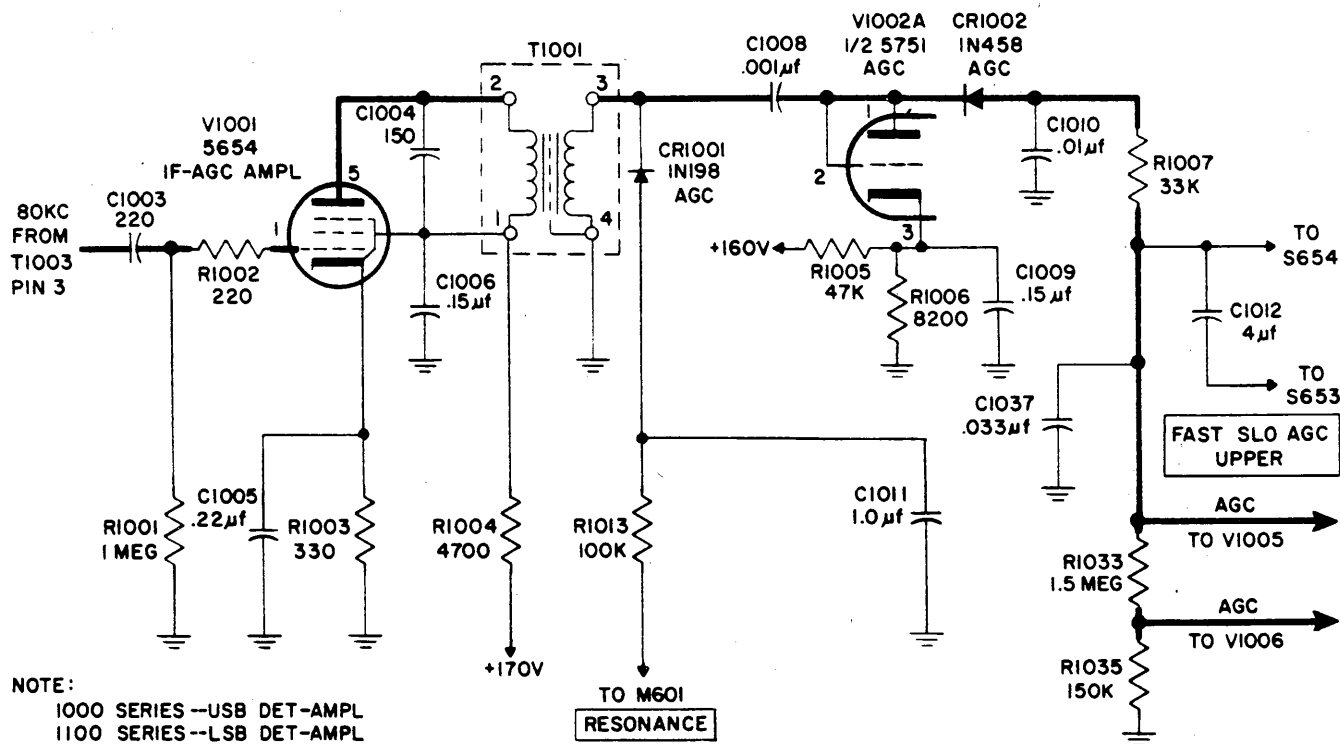 V1001
5654
IF-AGC AMPL
80KC
FROM
T1003
PIN 3
C1003
220
1
R1002
220
5
C1004
150
T1001
2
3
1
4
C1006
.15µf
CR1001
1N198
AGC
C1008
.001µf
V1002A
1/2 5751
AGC
CR1002
1N458
AGC
1
2
3
+160V
R1005
47K
R1006
8200
C1009
.15µf
C1010
.01µf
R1007
33K
TO
S654
C1012
4µf
TO
S653
C1037
.033µf
FAST SLO AGC
UPPER
R1001
1 MEG
C1005
.22µf
R1003
330
R1004
4700
R1013
100K
C1011
1.0µf
AGC
TO V1005
R1033
1.5 MEG
AGC
TO V1006
R1035
150K
+170V
TO M601
RESONANCE
NOTE:
1000 SERIES--USB DET-AMPL
1100 SERIES--LSB DET-AMPL